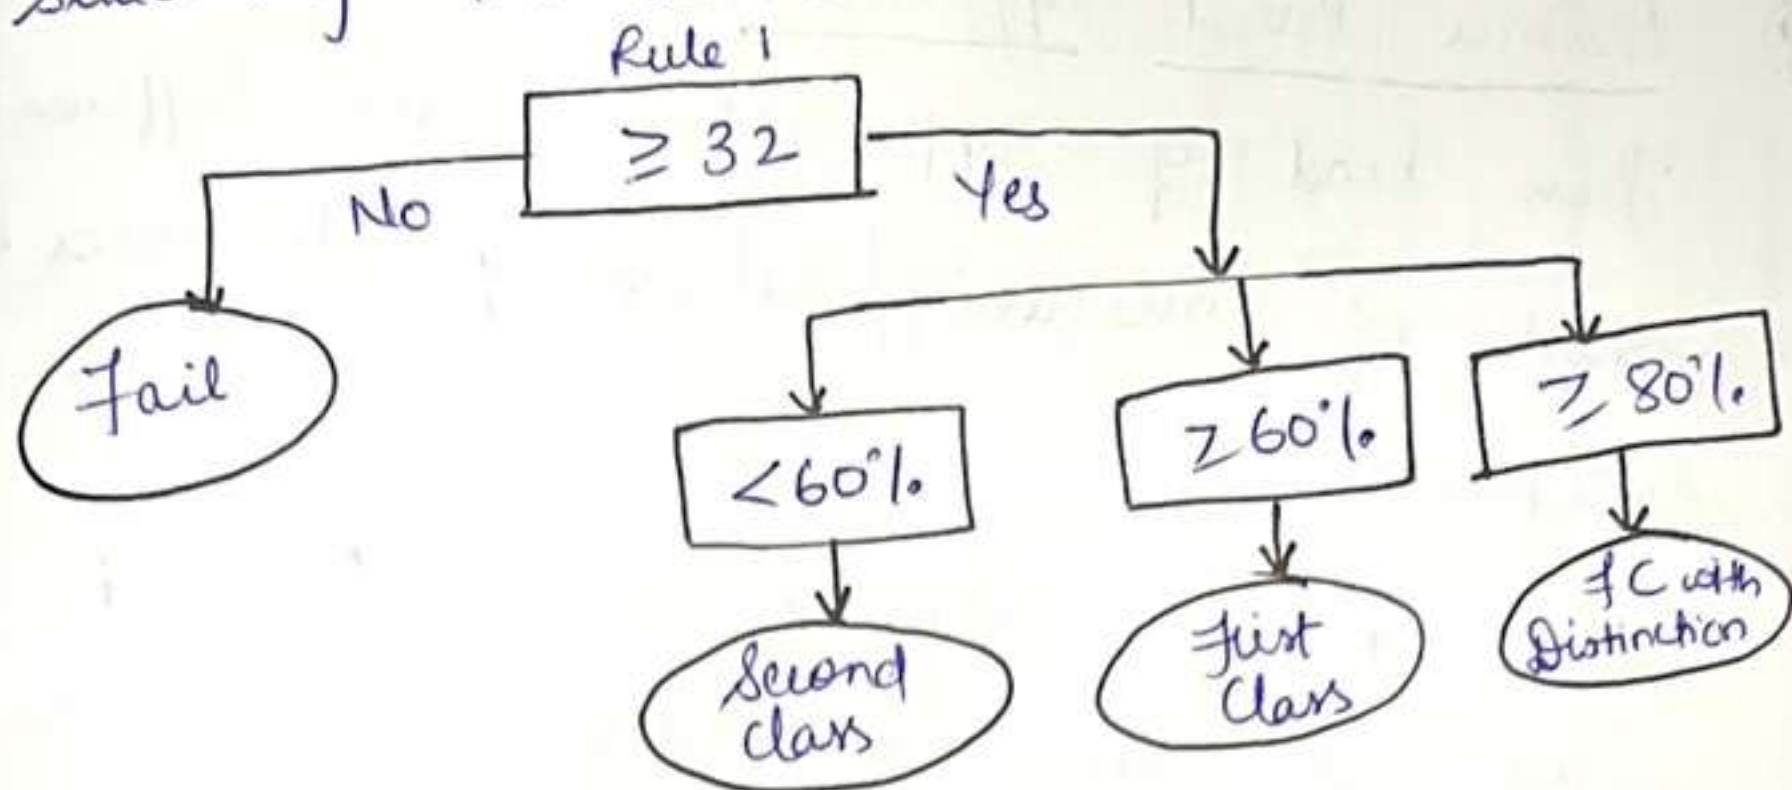 Rule 1
≥ 32
No
Yes
Fail
<60%.
≥60%.
≥ 80%.
Second
class
First
Class
FC with
Distinction